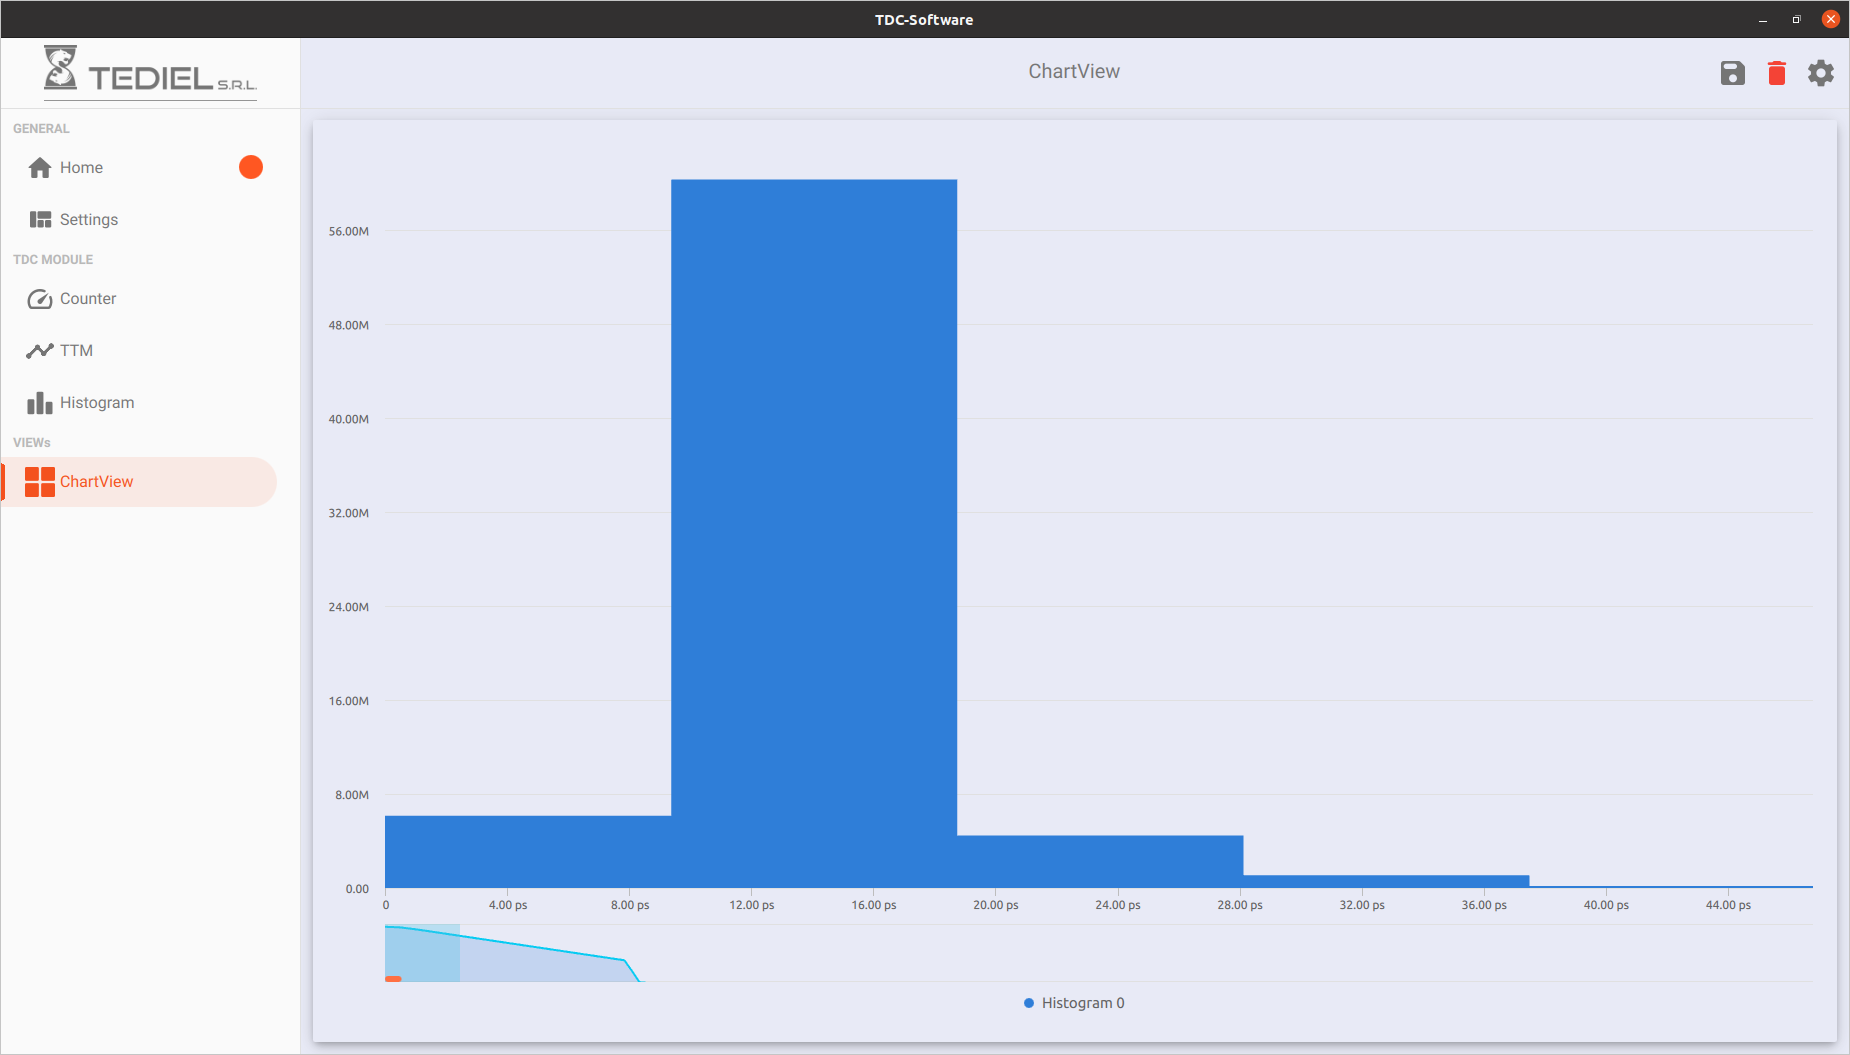 TDC-Software
TEDIEL S.R.L.
ChartView
GENERAL
Home
Settings
TDC MODULE
Counter
TTM
Histogram
VIEWs
ChartView
56.00M
48.00M
40.00M
32.00M
24.00M
16.00M
8.00M
0.00
0 4.00 ps 8.00 ps 12.00 ps 16.00 ps 20.00 ps 24.00 ps 28.00 ps 32.00 ps 36.00 ps 40.00 ps 44.00 ps
Histogram 0